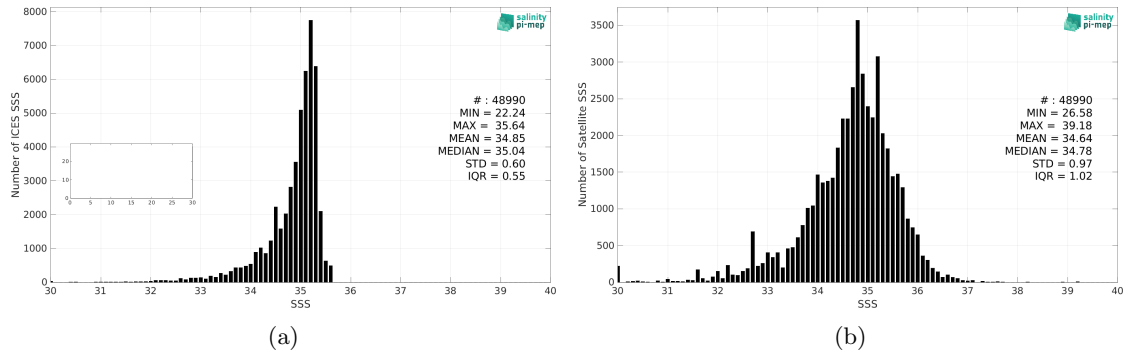 8000
7000
6000
5000
4000
3000
2000
1000
0
Number of ICES SSS
20
10
0
0 5 10 15 20 25 30
salinity
pi-mep
# : 48990
MIN = 22.24
MAX = 35.64
MEAN = 34.85
MEDIAN = 35.04
STD = 0.60
IQR = 0.55
30 31 32 33 34 35 36 37 38 39 40
SSS
(a)
3500
3000
2500
2000
1500
1000
500
0
Number of Satellite SSS
salinity
pi-mep
# : 48990
MIN = 26.58
MAX = 39.18
MEAN = 34.64
MEDIAN = 34.78
STD = 0.97
IQR = 1.02
30 31 32 33 34 35 36 37 38 39 40
SSS
(b)